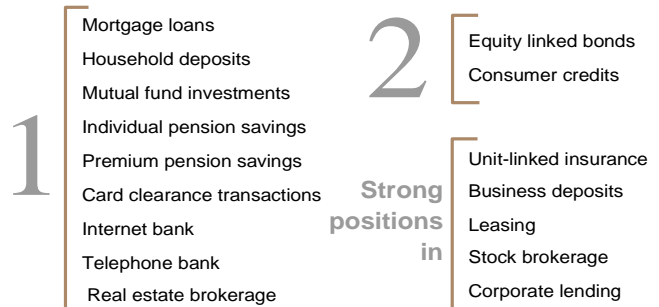 1
Mortgage loans
Household deposits
Mutual fund investments
Individual pension savings
Premium pension savings
Card clearance transactions
Internet bank
Telephone bank
Real estate brokerage
2
Equity linked bonds
Consumer credits
Strong
positions
in
Unit-linked insurance
Business deposits
Leasing
Stock brokerage
Corporate lending